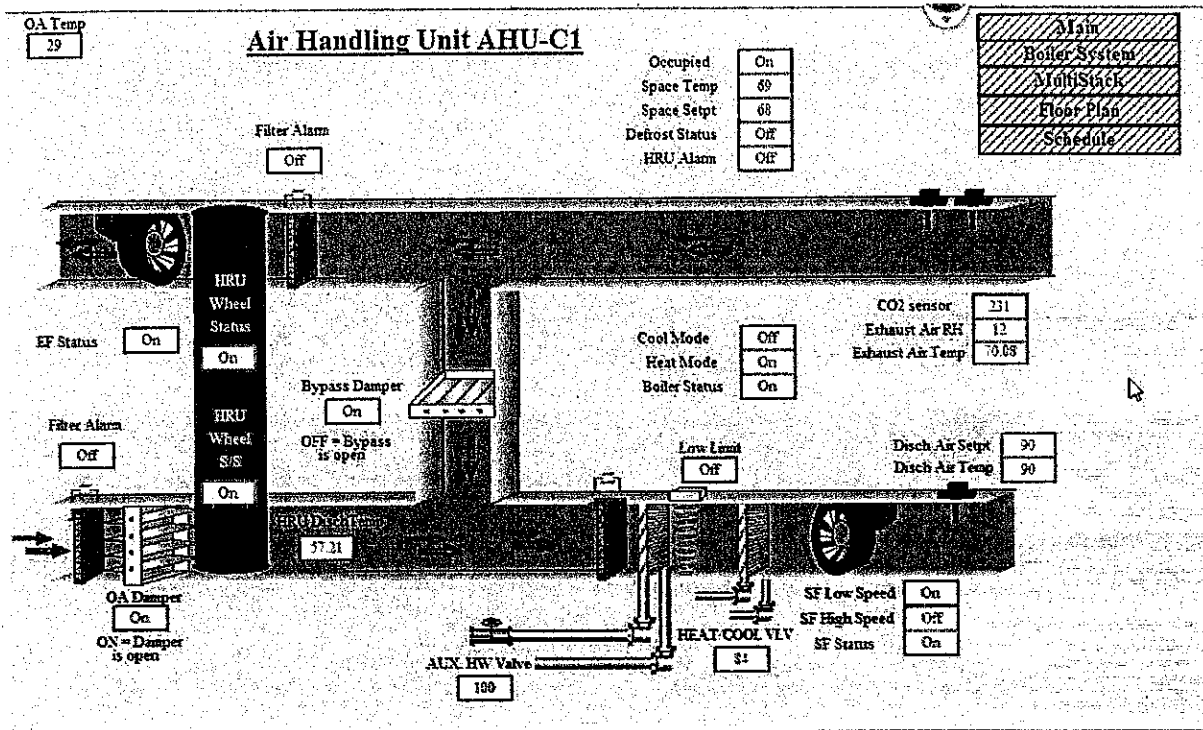 OA Temp
29
Air Handling Unit AHU-C1
Main
Boiler System
MultiStack
Floor Plan
Schedule
Occupied On
Space Temp 69
Space Setpt 68
Defrost Status Off
HRU Alarm Off
Filter Alarm
Off
HRU
Wheel
Status
On
EF Status On
CO2 sensor 231
Exhaust Air RH 12
Exhaust Air Temp 70.08
Cool Mode Off
Heat Mode On
Boiler Status On
Bypass Damper
On
OFF = Bypass
is open
HRU
Wheel
S/S
On
Filter Alarm
Off
Low Limit
Off
Disch Air Setpt 90
Disch Air Temp 90
HRU Disch Temp
57.21
OA Damper
On
ON = Damper
is open
SF Low Speed On
SF High Speed Off
SF Status On
HEAT/COOL VLV
AUX. HW Valve
100